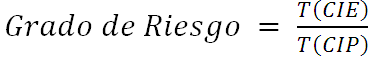 Grado de Riesgo = T(CIE) / T(CIP)